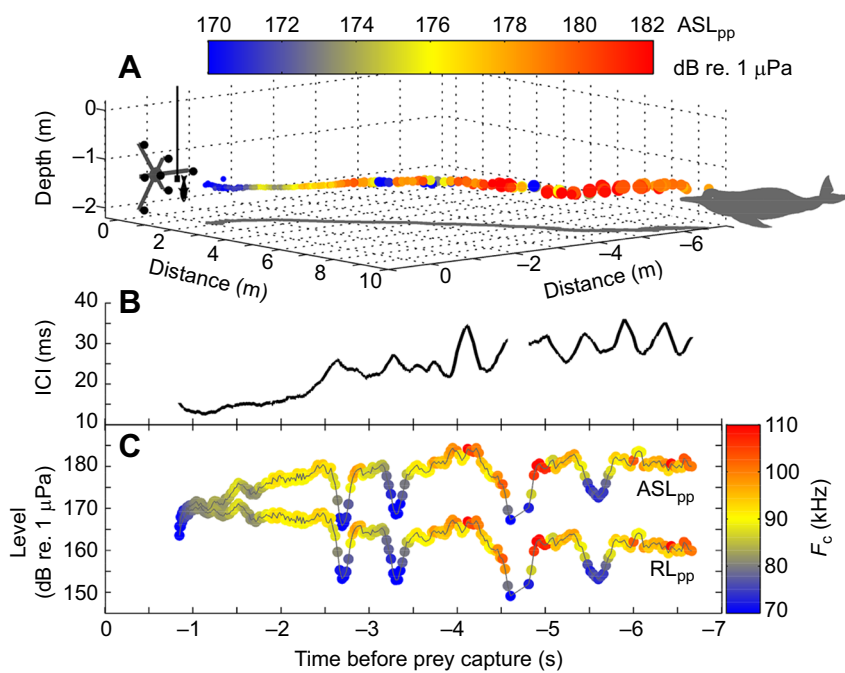 170 172 174 176 178 180 182 ASLpp
dB re. 1 μPa
A
Depth (m)
0
–1
–2
0
2
4
6
8
10
Distance (m)
0
–2
–4
–6
Distance (m)
B
ICI (ms)
40
30
20
10
C
Level
(dB re. 1 μPa)
180
170
160
150
ASLpp
RLpp
110
100
90
80
70
Fc (kHz)
0 –1 –2 –3 –4 –5 –6 –7
Time before prey capture (s)